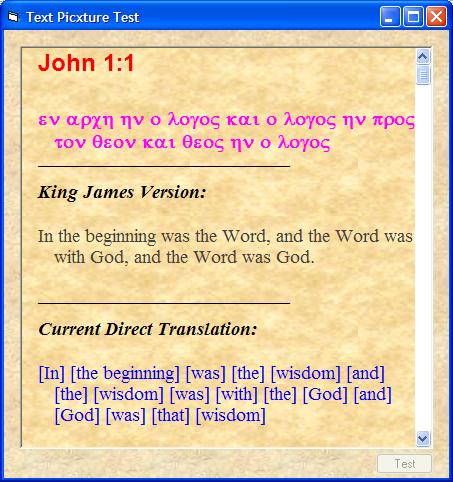 Text Picxture Test
John 1:1
εν αρχη ην ο λογος και ο λογος ην προς
τον θεον και θεος ην ο λογος
King James Version:
In the beginning was the Word, and the Word was
with God, and the Word was God.
Current Direct Translation:
[In] [the beginning] [was] [the] [wisdom] [and]
[the] [wisdom] [was] [with] [the] [God] [and]
[God] [was] [that] [wisdom]
Test